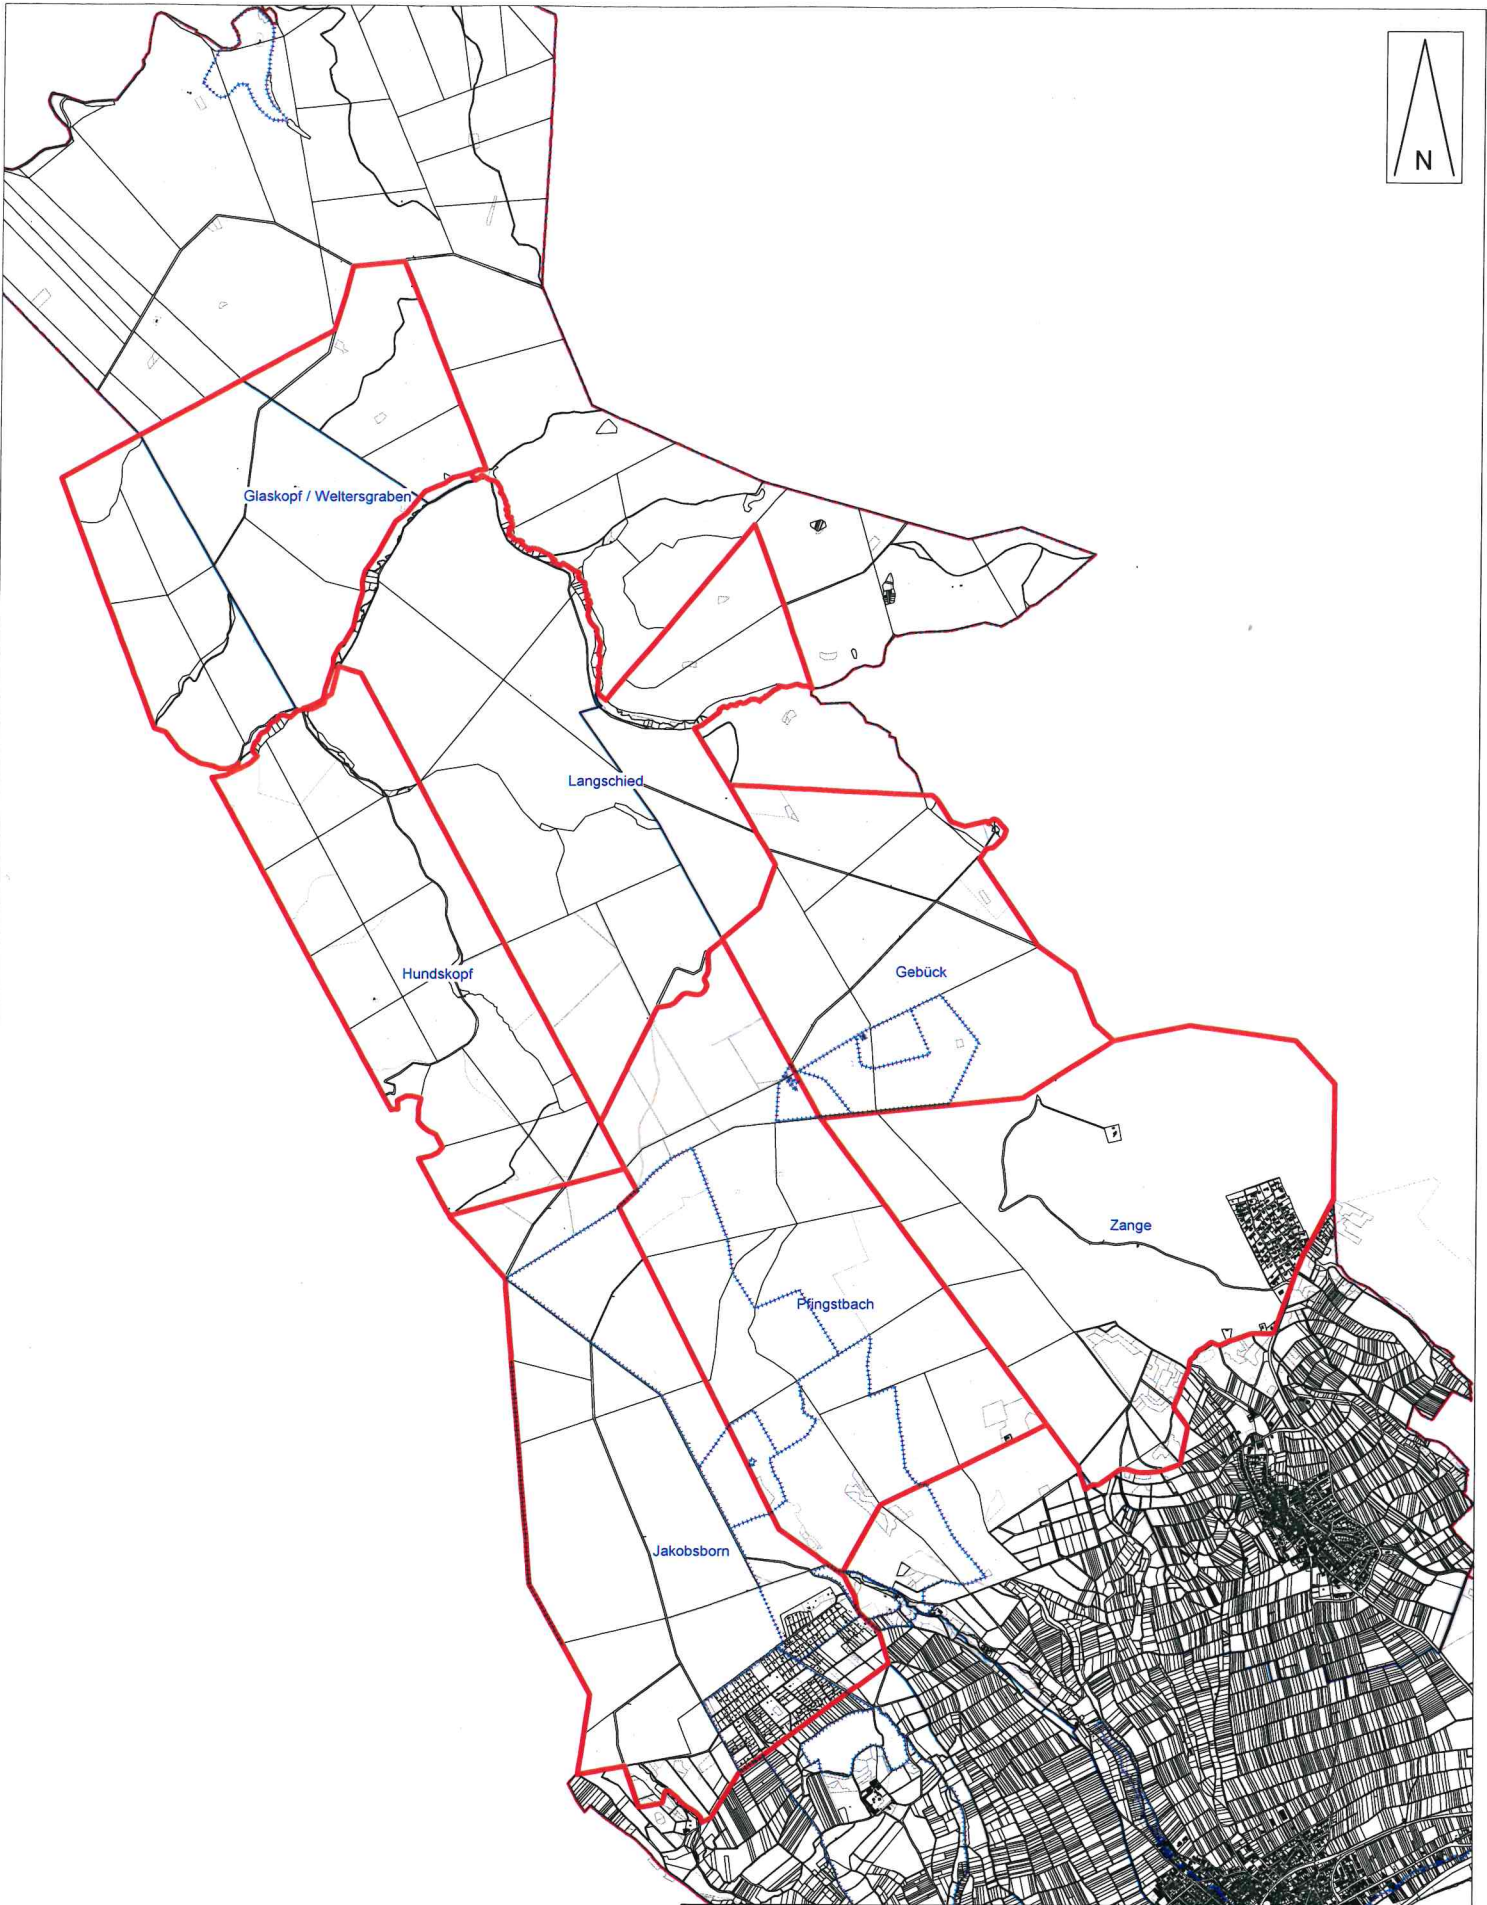 N
Glaskopf / Weltersgraben
Langschied
Hundskopf
Gebück
Zange
Pfingstbach
Jakobsborn